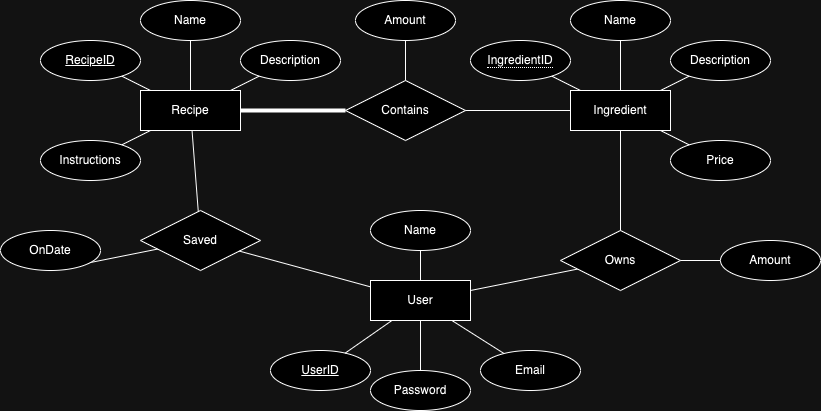 Name
Amount
Name
RecipeID
Description
IngredientID
Description
Recipe
Contains
Ingredient
Instructions
Price
Name
Saved
OnDate
Owns
Amount
User
UserID
Password
Email